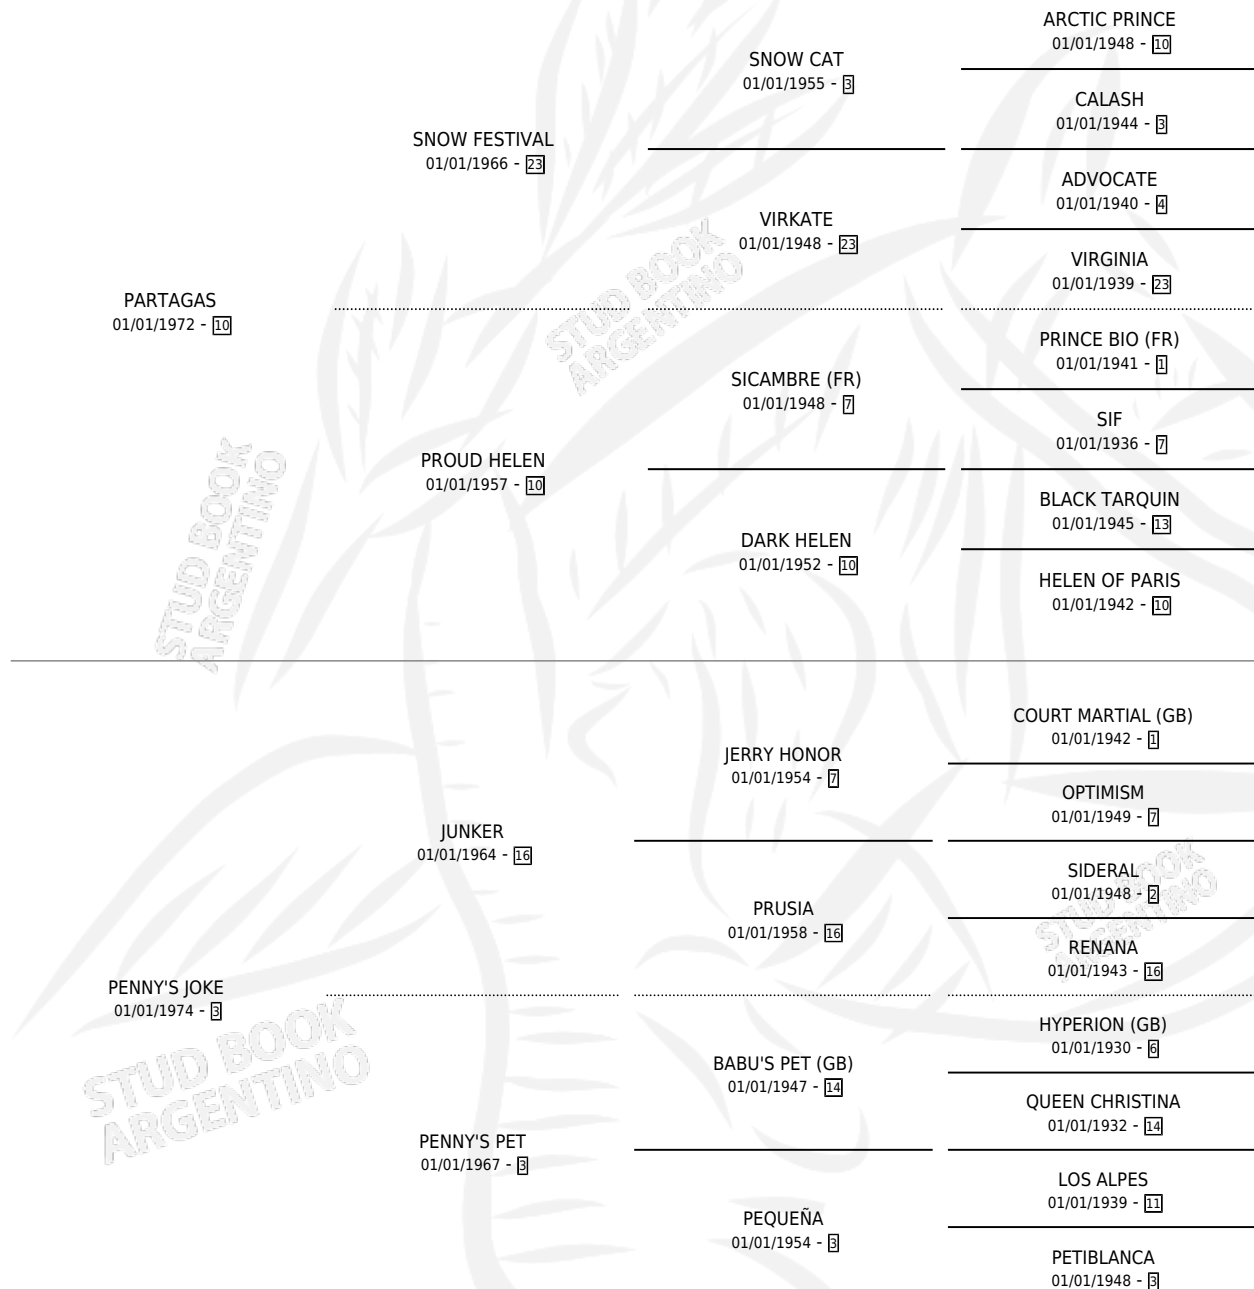 ARCTIC PRINCE
01/01/1948 - 10
SNOW CAT
01/01/1955 - 3
CALASH
01/01/1944 - 3
SNOW FESTIVAL
01/01/1966 - 23
ADVOCATE
01/01/1940 - 4
VIRKATE
01/01/1948 - 23
VIRGINIA
01/01/1939 - 23
PARTAGAS
01/01/1972 - 10
PRINCE BIO (FR)
01/01/1941 - 1
SICAMBRE (FR)
01/01/1948 - 7
SIF
01/01/1936 - 7
PROUD HELEN
01/01/1957 - 10
BLACK TARQUIN
01/01/1945 - 13
DARK HELEN
01/01/1952 - 10
HELEN OF PARIS
01/01/1942 - 10
STUD BOOK
ARGENTINO
STUD BOOK
ARGENTINO
COURT MARTIAL (GB)
01/01/1942 - 1
JERRY HONOR
01/01/1954 - 7
OPTIMISM
01/01/1949 - 7
JUNKER
01/01/1964 - 16
SIDERAL
01/01/1948 - 2
PRUSIA
01/01/1958 - 16
RENANA
01/01/1943 - 16
PENNY'S JOKE
01/01/1974 - 3
HYPERION (GB)
01/01/1930 - 6
BABU'S PET (GB)
01/01/1947 - 14
QUEEN CHRISTINA
01/01/1932 - 14
PENNY'S PET
01/01/1967 - 3
LOS ALPES
01/01/1939 - 11
PEQUEÑA
01/01/1954 - 3
PETIBLANCA
01/01/1948 - 3
STUD BOOK
ARGENTINO
STUD BOOK
ARGENTINO